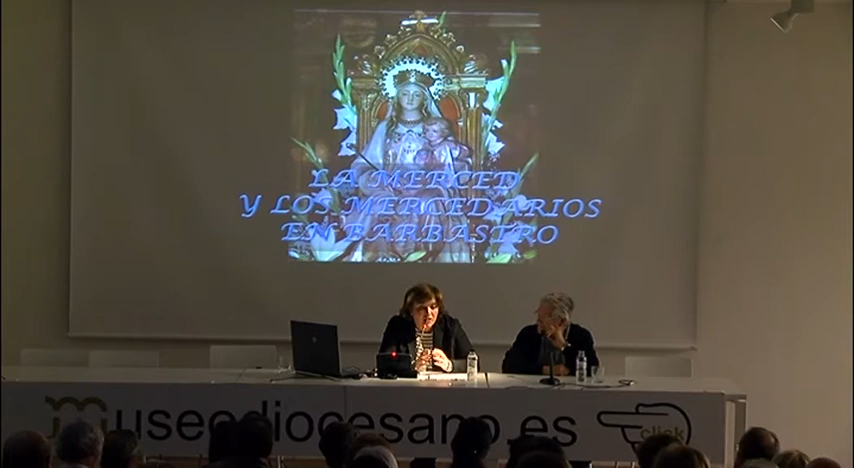 LA MERCED
Y LOS MERCEDARIOS
EN BARBASTRO
museodiocesano.es
click